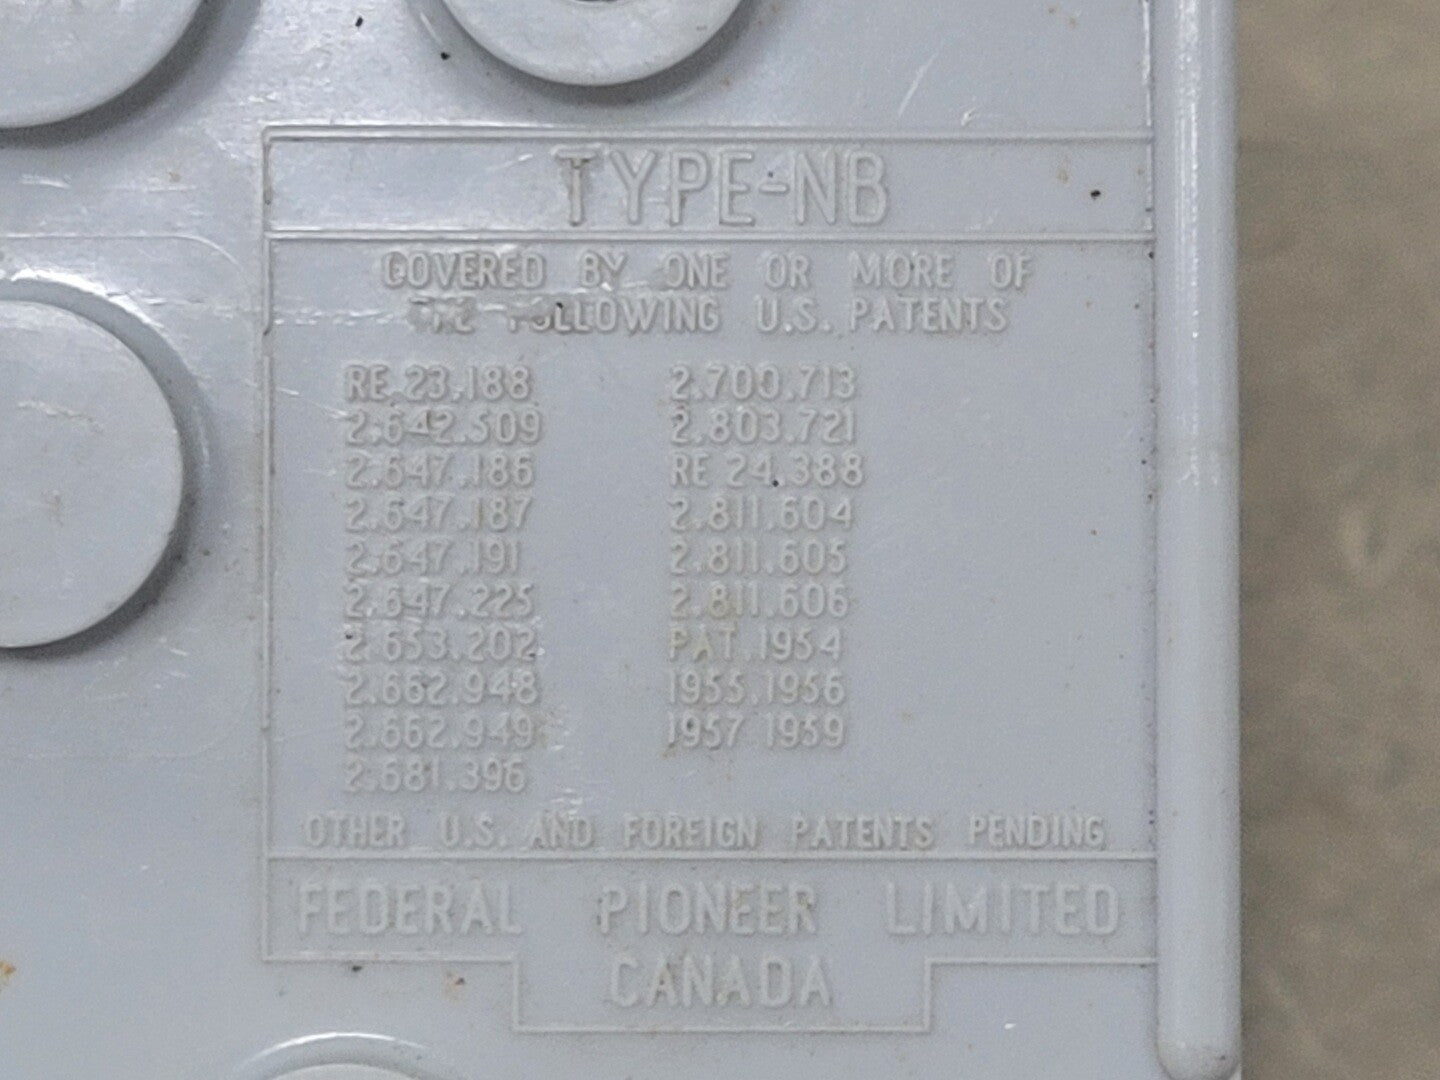 TYPE-NB
COVERED BY ONE OR MORE OF
THE FOLLOWING U.S. PATENTS
RE 23.188
2.642.509
2.647.186
2.647.187
2.647.191
2.647.225
2.653.202
2.662.948
2.662.949
2.681.396
2.700.713
2.803.721
RE 24.388
2.811.604
2.811.605
2.811.606
PAT. 1954
1955.1956
1957 1959
OTHER U.S. AND FOREIGN PATENTS PENDING
FEDERAL PIONEER LIMITED
CANADA